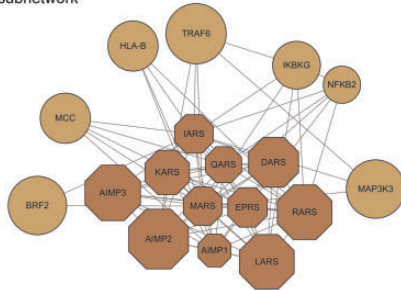 subnetwork
TRAF6
HLA-B
IKBKG
NFKB2
MCC
IARS
QARS
DARS
KARS
AIMP3
MAP3K3
BRF2
MARS
EPRS
RARS
AIMP2
AIMP1
LARS